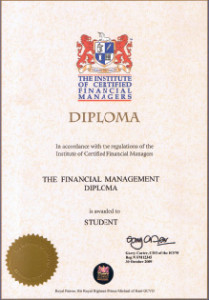 THE INSTITUTE
OF CERTIFIED
FINANCIAL
MANAGERS
DIPLOMA
In accordance with the regulations of the
Institute of Certified Financial Managers
THE FINANCIAL MANAGEMENT
DIPLOMA
is awarded to
STUDENT